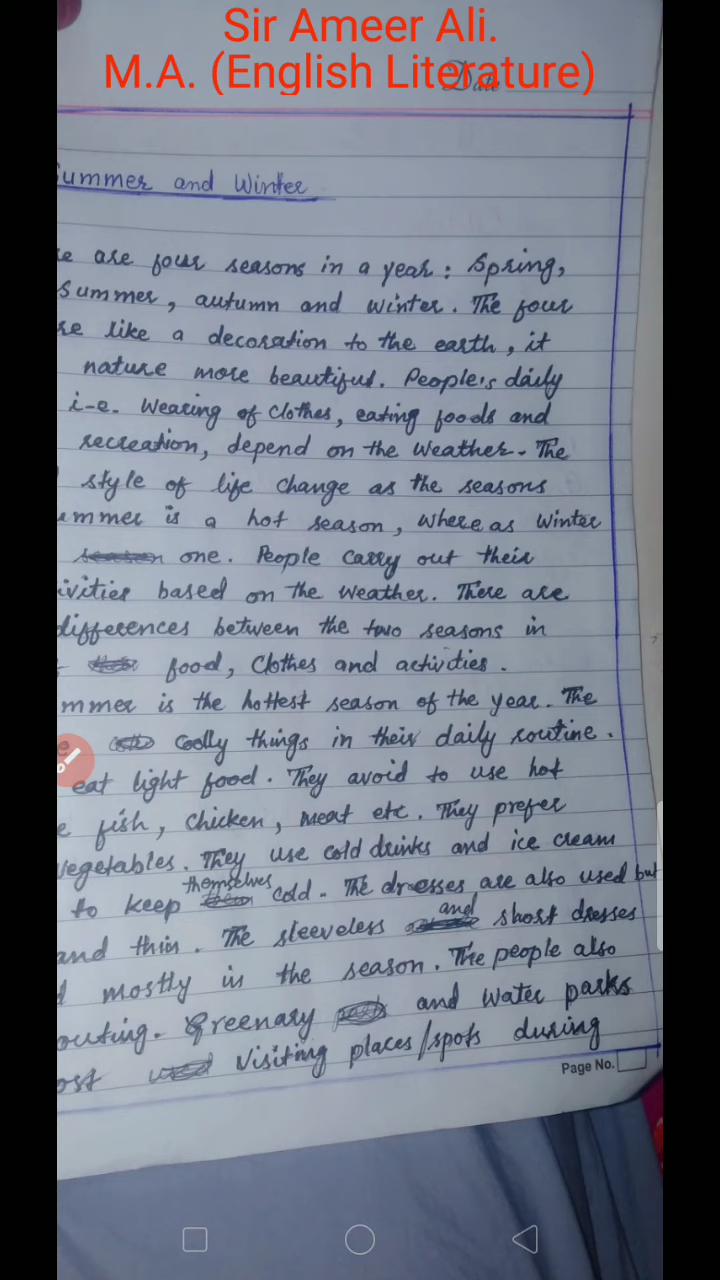 Sir Ameer Ali.
M.A. (English Literature)
Date
Summer and Winter
e are four seasons in a year : Spring,
Summer, autumn and winter. The four
re like a decoration to the earth, it
nature more beautiful. People's daily
i-e. Wearing of clothes, eating foods and
recreation, depend on the weather. The
style of life change as the seasons
mmer is a hot season, where as winter
one. People carry out their
ivities based on the weather. There are
differences between the two seasons in
food, clothes and activities.
mmer is the hottest season of the year. The
coolly things in their daily routine.
eat light food. They avoid to use hot
e fish, chicken, meat etc. They prefer
vegetables. They use cold drinks and ice cream
to keep themselves cold. The dresses are also used but
and thin. The sleeveless and short dresses
mostly in the season. The people also
outing. Greenary and water parks
ost visiting places/spots during
Page No.